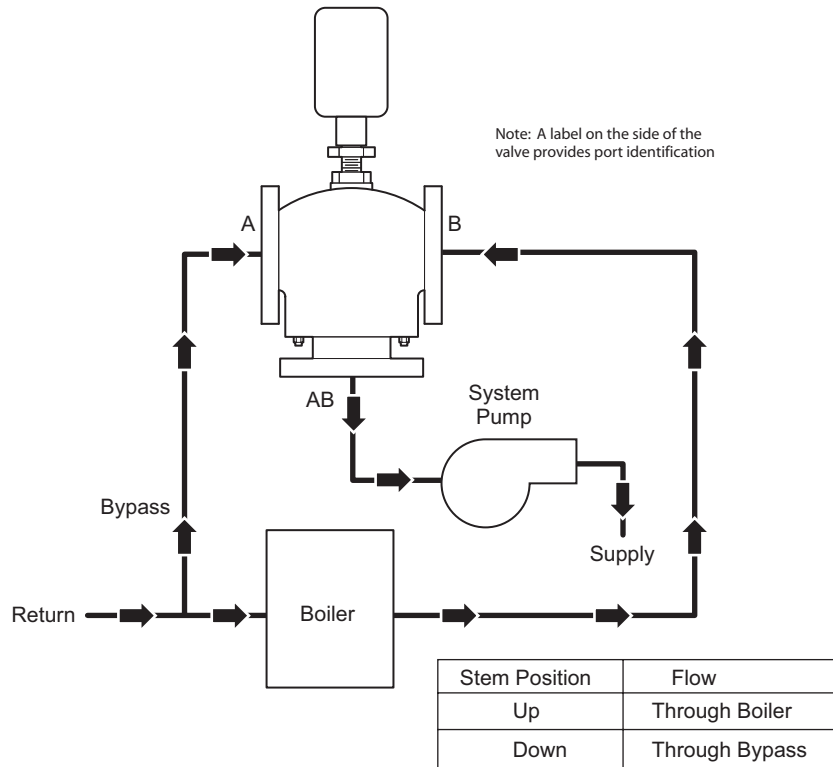 Note: A label on the side of the
valve provides port identification
A
B
AB
System
Pump
Bypass
Supply
Return
Boiler
Stem Position Flow
Up Through Boiler
Down Through Bypass